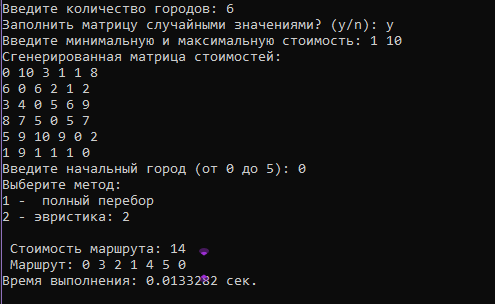 Введите количество городов: 6
Заполнить матрицу случайными значениями? (y/n): y
Введите минимальную и максимальную стоимость: 1 10
Сгенерированная матрица стоимостей:
0 10 3 1 1 8
6 0 6 2 1 2
3 4 0 5 6 9
8 7 5 0 5 7
5 9 10 9 0 2
1 9 1 1 1 0
Введите начальный город (от 0 до 5): 0
Выберите метод:
1 -  полный перебор
2 - эвристика: 2
Стоимость маршрута: 14
Маршрут: 0 3 2 1 4 5 0
Время выполнения: 0.0133282 сек.